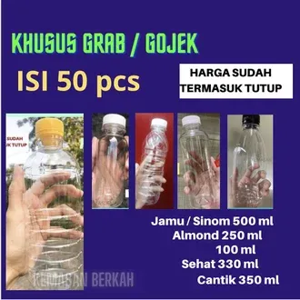 KHUSUS GRAB / GOJEK
ISI 50 pcs
HARGA SUDAH
TERMASUK TUTUP
SUDAH
K TUTUP
Jamu / Sinom 500 ml
Almond 250 ml
100 ml
Sehat 330 ml
Cantik 350 ml
KEMASAN BERKAH